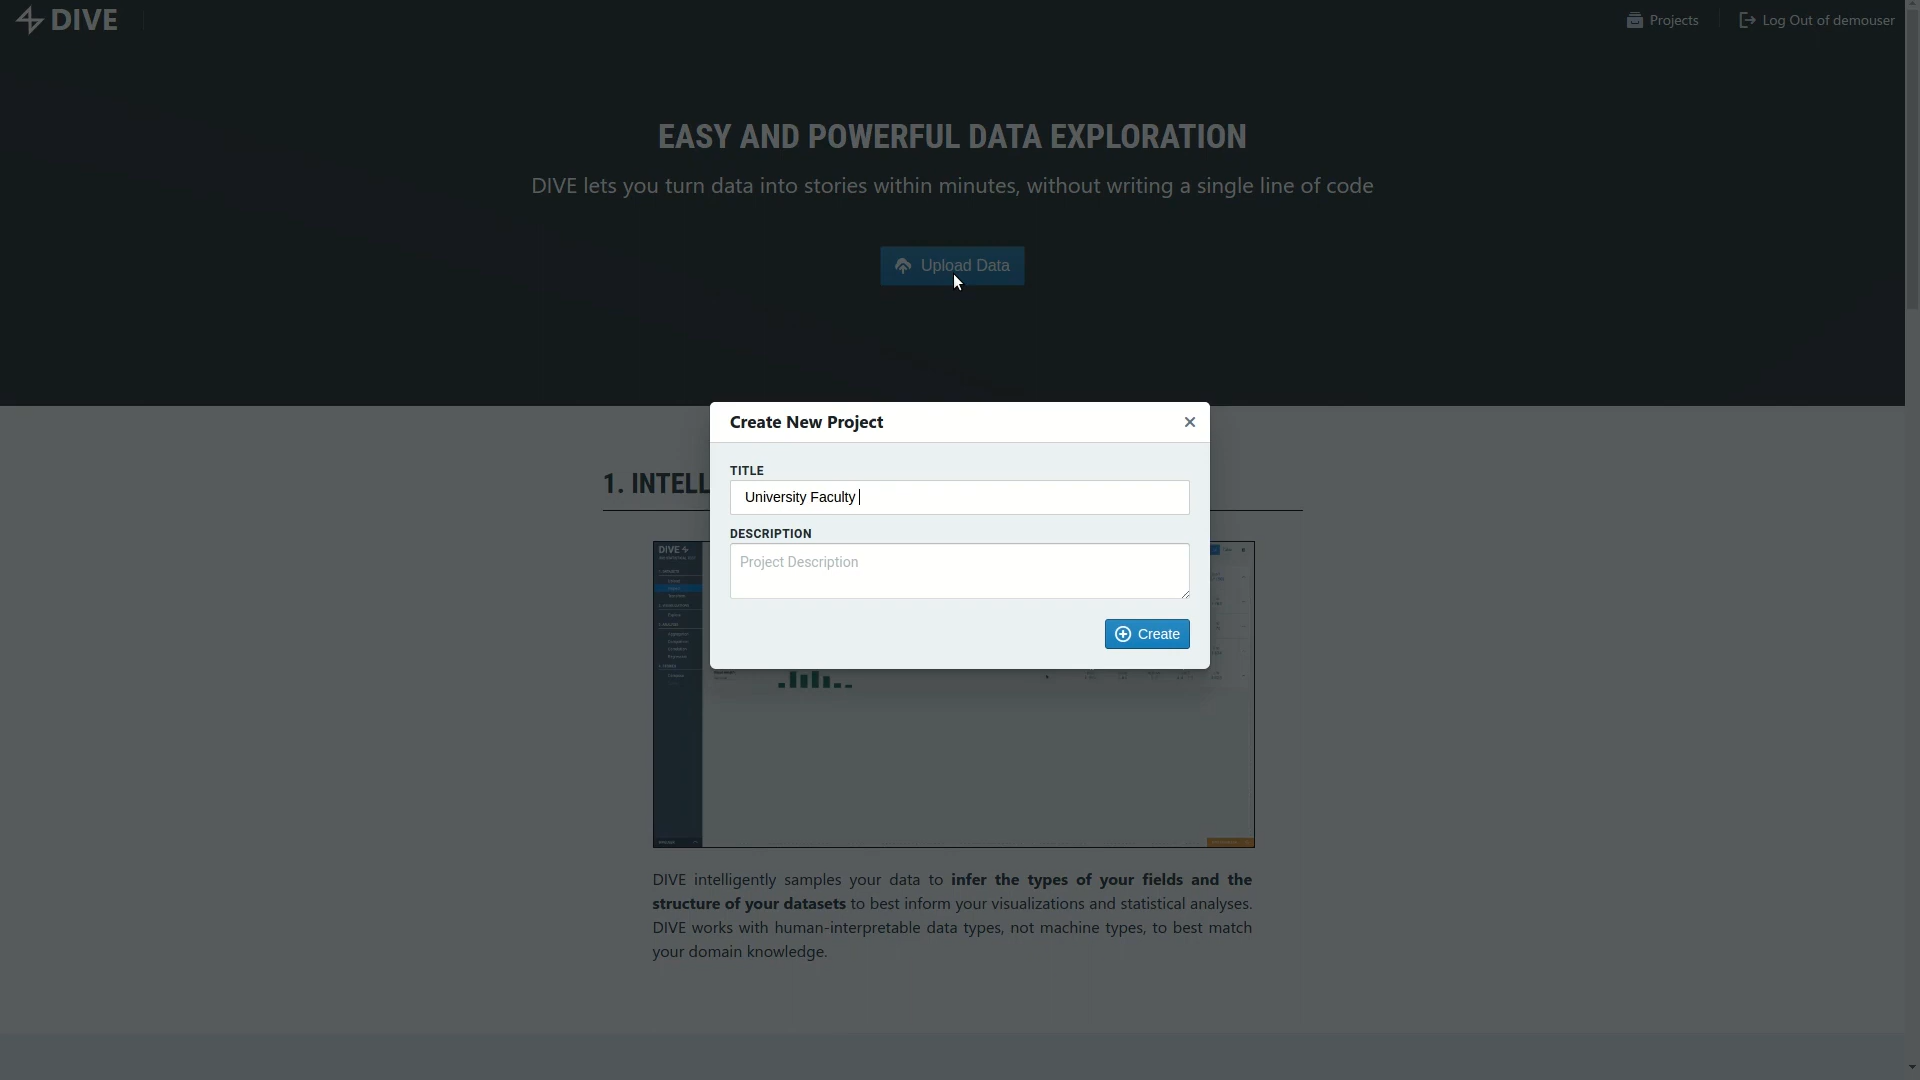 DIVE
Projects
Log Out of demouser
EASY AND POWERFUL DATA EXPLORATION
DIVE lets you turn data into stories within minutes, without writing a single line of code
Upload Data
Create New Project
TITLE
University Faculty
DESCRIPTION
Project Description
Create
1. INTELL
DIVE
DIVE intelligently samples your data to infer the types of your fields and the
structure of your datasets to best inform your visualizations and statistical analyses.
DIVE works with human-interpretable data types, not machine types, to best match
your domain knowledge.